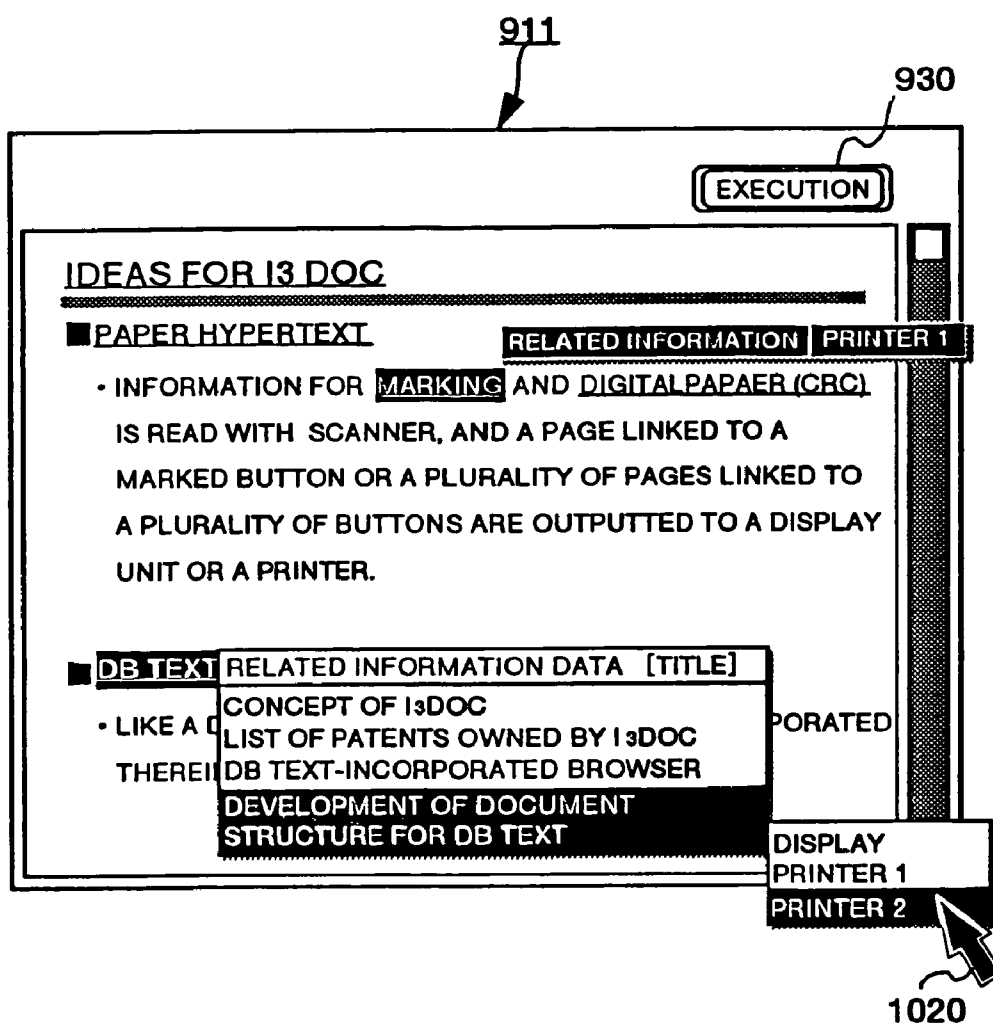 911
930
EXECUTION
IDEAS FOR I3 DOC
PAPER HYPERTEXT
RELATED INFORMATION PRINTER 1
• INFORMATION FOR MARKING AND DIGITALPAPAER (CRC)
IS READ WITH SCANNER, AND A PAGE LINKED TO A
MARKED BUTTON OR A PLURALITY OF PAGES LINKED TO
A PLURALITY OF BUTTONS ARE OUTPUTTED TO A DISPLAY
UNIT OR A PRINTER.
DB TEXT RELATED INFORMATION DATA [TITLE]
CONCEPT OF I3DOC
• LIKE A
LIST OF PATENTS OWNED BY I3DOC
DB TEXT-INCORPORATED BROWSER
DEVELOPMENT OF DOCUMENT
STRUCTURE FOR DB TEXT
DISPLAY
PRINTER 1
PRINTER 2
1020